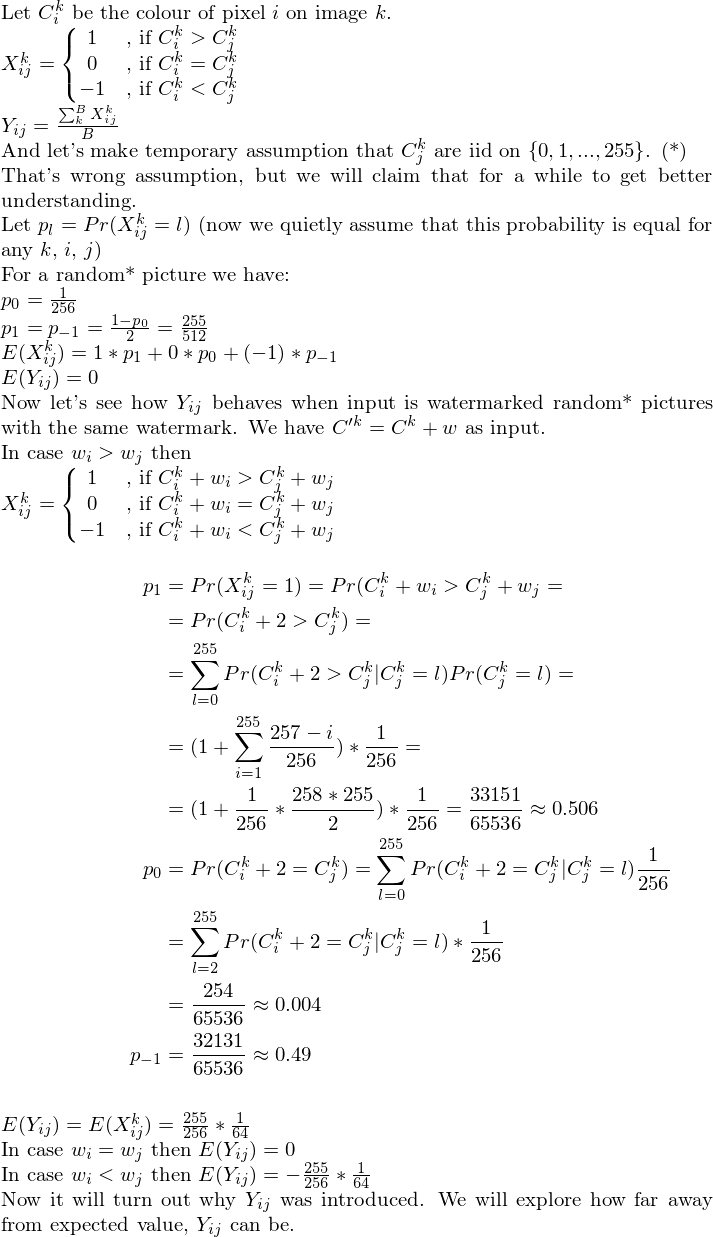 Let $C_i^k$ be the colour of pixel $i$ on image $k$.
$X_{ij}^k = \begin{cases} 1 & \text{, if } C_i^k > C_j^k \\ 0 & \text{, if } C_i^k = C_j^k \\ -1 & \text{, if } C_i^k < C_j^k \end{cases}$
$Y_{ij} = \frac{\sum_k^B X_{ij}^k}{B}$
And let's make temporary assumption that $C_j^k$ are iid on $\{0, 1, ..., 255\}$. (*)
That's wrong assumption, but we will claim that for a while to get better
understanding.
Let $p_l = Pr(X_{ij}^k = l)$ (now we quietly assume that this probability is equal for
any $k$, $i$, $j$)
For a random* picture we have:
$p_0 = \frac{1}{256}$
$p_1 = p_{-1} = \frac{1-p_0}{2} = \frac{255}{512}$
$E(X_{ij}^k) = 1 * p_1 + 0 * p_0 + (-1) * p_{-1}$
$E(Y_{ij}) = 0$
Now let's see how $Y_{ij}$ behaves when input is watermarked random* pictures
with the same watermark. We have $C'^k = C^k + w$ as input.
In case $w_i > w_j$ then
$X_{ij}^k = \begin{cases} 1 & \text{, if } C_i^k + w_i > C_j^k + w_j \\ 0 & \text{, if } C_i^k + w_i = C_j^k + w_j \\ -1 & \text{, if } C_i^k + w_i < C_j^k + w_j \end{cases}$
$p_1 = Pr(X_{ij}^k = 1) = Pr(C_i^k + w_i > C_j^k + w_j =$
$= Pr(C_i^k + 2 > C_j^k) =$
$= \sum_{l=0}^{255} Pr(C_i^k + 2 > C_j^k | C_j^k = l) Pr(C_j^k = l) =$
$= (1 + \sum_{i=1}^{255} \frac{257 - i}{256}) * \frac{1}{256} =$
$= (1 + \frac{1}{256} * \frac{258 * 255}{2}) * \frac{1}{256} = \frac{33151}{65536} \approx 0.506$
$p_0 = Pr(C_i^k + 2 = C_j^k) = \sum_{l=0}^{255} Pr(C_i^k + 2 = C_j^k | C_j^k = l) \frac{1}{256}$
$= \sum_{l=2}^{255} Pr(C_i^k + 2 = C_j^k | C_j^k = l) * \frac{1}{256}$
$= \frac{254}{65536} \approx 0.004$
$p_{-1} = \frac{32131}{65536} \approx 0.49$
$E(Y_{ij}) = E(X_{ij}^k) = \frac{255}{256} * \frac{1}{64}$
In case $w_i = w_j$ then $E(Y_{ij}) = 0$
In case $w_i < w_j$ then $E(Y_{ij}) = -\frac{255}{256} * \frac{1}{64}$
Now it will turn out why $Y_{ij}$ was introduced. We will explore how far away
from expected value, $Y_{ij}$ can be.